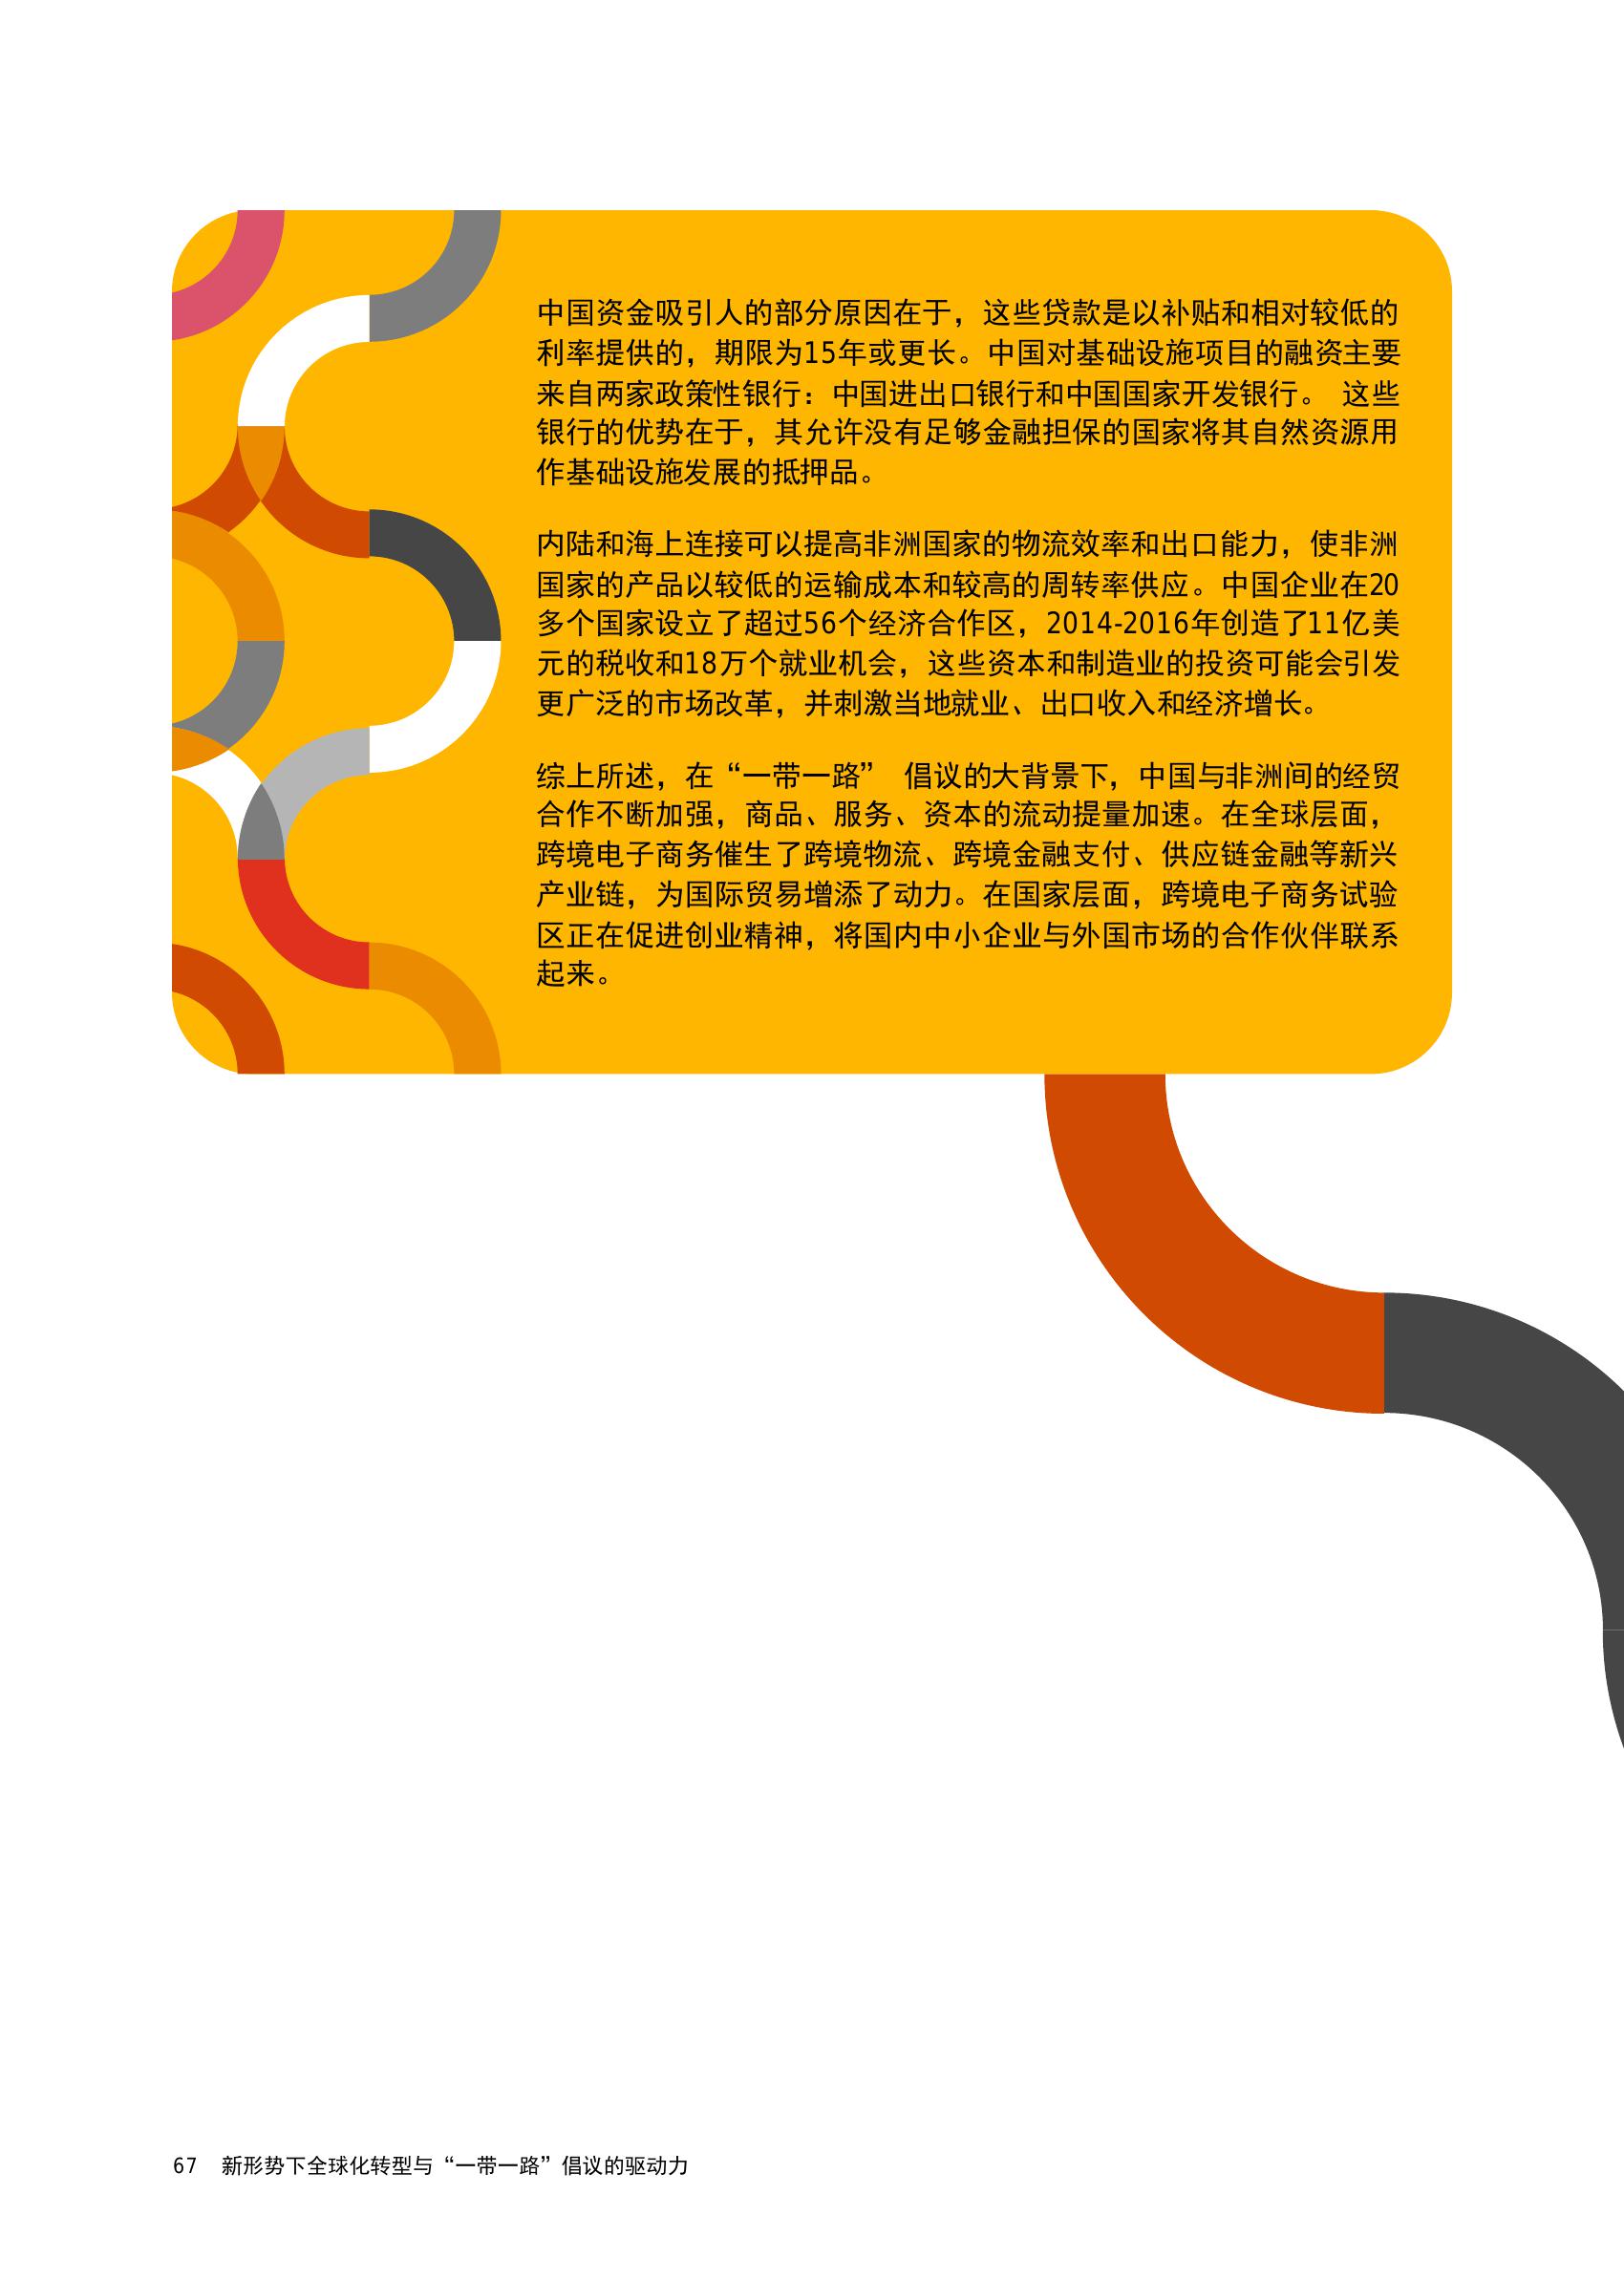 中国资金吸引人的部分原因在于，这些贷款是以补贴和相对较低的
利率提供的，期限为15年或更长。中国对基础设施项目的融资主要
来自两家政策性银行：中国进出口银行和中国国家开发银行。 这些
银行的优势在于，其允许没有足够金融担保的国家将其自然资源用
作基础设施发展的抵押品。
内陆和海上连接可以提高非洲国家的物流效率和出口能力，使非洲
国家的产品以较低的运输成本和较高的周转率供应。中国企业在20
多个国家设立了超过56个经济合作区，2014-2016年创造了11亿美
元的税收和18万个就业机会，这些资本和制造业的投资可能会引发
更广泛的市场改革，并刺激当地就业、出口收入和经济增长。
综上所述，在“一带一路” 倡议的大背景下，中国与非洲间的经贸
合作不断加强，商品、服务、资本的流动提量加速。在全球层面，
跨境电子商务催生了跨境物流、跨境金融支付、供应链金融等新兴
产业链，为国际贸易增添了动力。在国家层面，跨境电子商务试验
区正在促进创业精神，将国内中小企业与外国市场的合作伙伴联系
起来。
67 新形势下全球化转型与“一带一路”倡议的驱动力